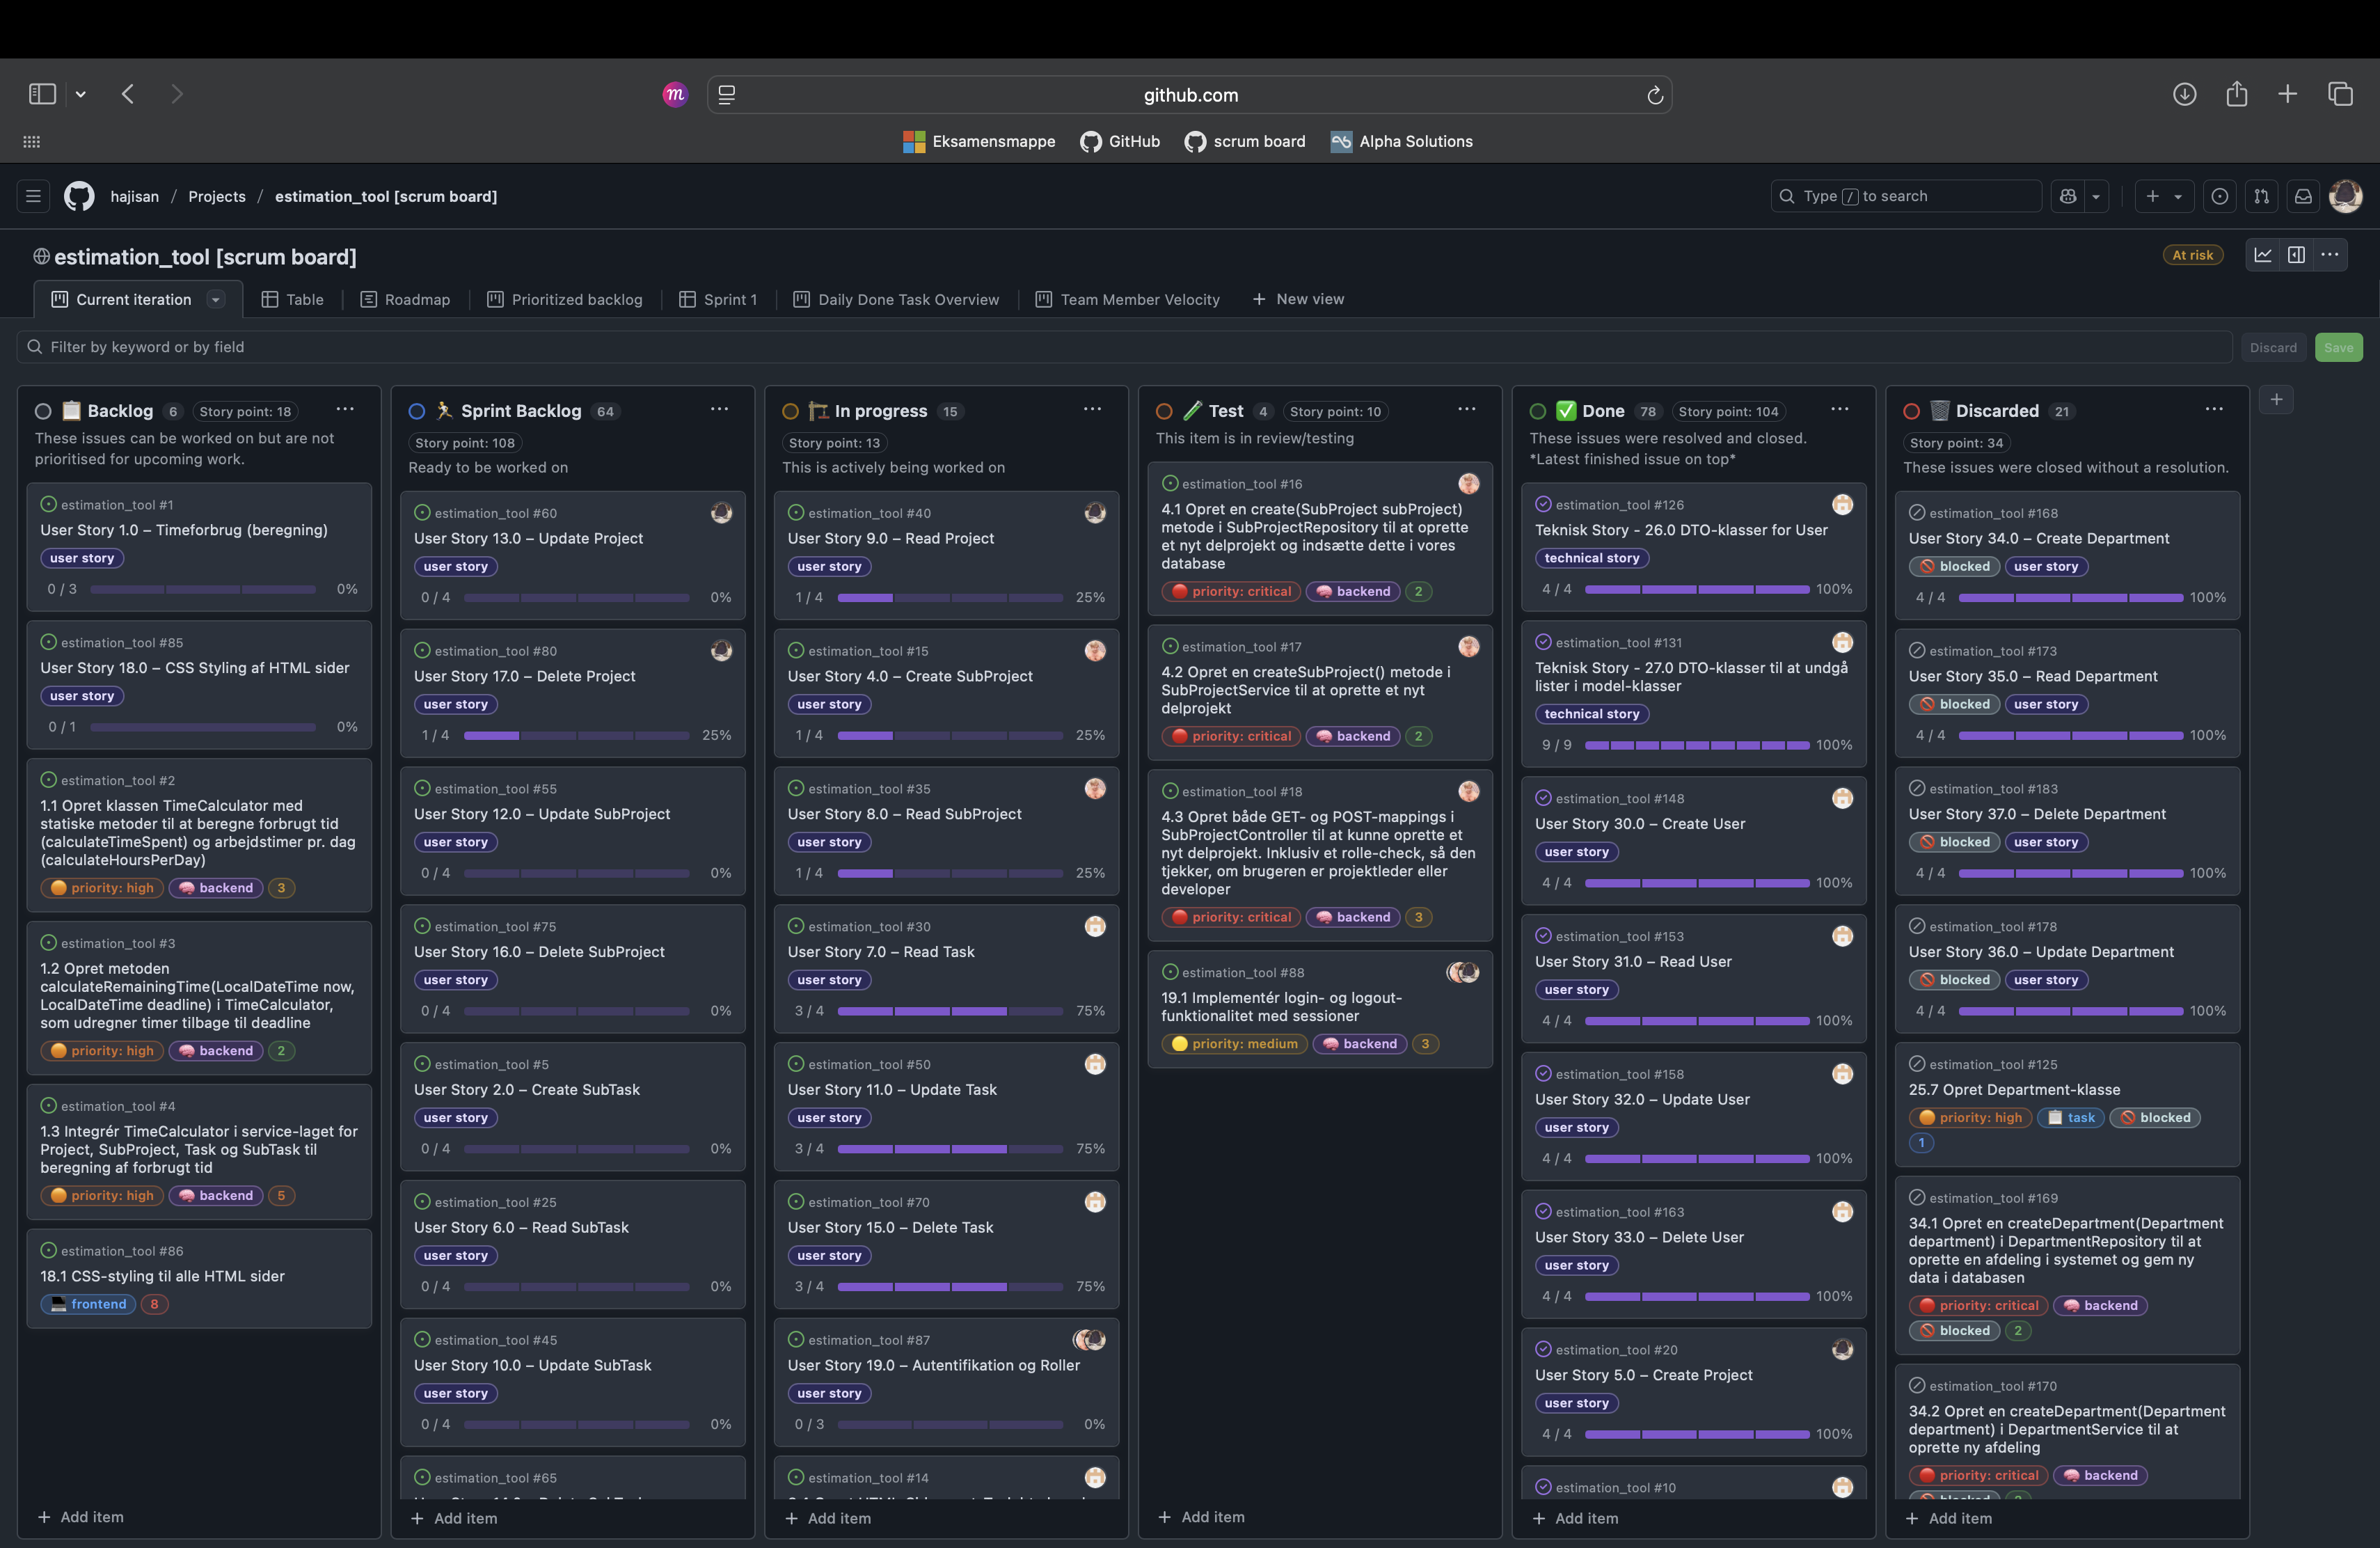 github.com
Eksamensmappe
GitHub
scrum board
Alpha Solutions
hajisan / Projects / estimation_tool [scrum board]
Type / to search
estimation_tool [scrum board]
At risk
Current iteration
Table
Roadmap
Prioritized backlog
Sprint 1
Daily Done Task Overview
Team Member Velocity
+ New view
Filter by keyword or by field
Discard
Save
Backlog 6 Story point: 18
These issues can be worked on but are not
prioritised for upcoming work.
estimation_tool #1
User Story 1.0 – Timeforbrug (beregning)
user story
0 / 3 0%
estimation_tool #85
User Story 18.0 – CSS Styling af HTML sider
user story
0 / 1 0%
estimation_tool #2
1.1 Opret klassen TimeCalculator med
statiske metoder til at beregne forbrugt tid
(calculateTimeSpent) og arbejdstimer pr. dag
(calculateHoursPerDay)
priority: high backend 3
estimation_tool #3
1.2 Opret metoden
calculateRemainingTime(LocalDateTime now,
LocalDateTime deadline) i TimeCalculator,
som udregner timer tilbage til deadline
priority: high backend 2
estimation_tool #4
1.3 Integrér TimeCalculator i service-laget for
Project, SubProject, Task og SubTask til
beregning af forbrugt tid
priority: high backend 5
estimation_tool #86
18.1 CSS-styling til alle HTML sider
frontend 8
+ Add item
Sprint Backlog 64
Story point: 108
Ready to be worked on
estimation_tool #60
User Story 13.0 – Update Project
user story
0 / 4 0%
estimation_tool #80
User Story 17.0 – Delete Project
user story
1 / 4 25%
estimation_tool #55
User Story 12.0 – Update SubProject
user story
0 / 4 0%
estimation_tool #75
User Story 16.0 – Delete SubProject
user story
0 / 4 0%
estimation_tool #5
User Story 2.0 – Create SubTask
user story
0 / 4 0%
estimation_tool #25
User Story 6.0 – Read SubTask
user story
0 / 4 0%
estimation_tool #45
User Story 10.0 – Update SubTask
user story
0 / 4 0%
estimation_tool #65
+ Add item
In progress 15
Story point: 13
This is actively being worked on
estimation_tool #40
User Story 9.0 – Read Project
user story
1 / 4 25%
estimation_tool #15
User Story 4.0 – Create SubProject
user story
1 / 4 25%
estimation_tool #35
User Story 8.0 – Read SubProject
user story
1 / 4 25%
estimation_tool #30
User Story 7.0 – Read Task
user story
3 / 4 75%
estimation_tool #50
User Story 11.0 – Update Task
user story
3 / 4 75%
estimation_tool #70
User Story 15.0 – Delete Task
user story
3 / 4 75%
estimation_tool #87
User Story 19.0 – Autentifikation og Roller
user story
0 / 3 0%
estimation_tool #14
+ Add item
Test 4 Story point: 10
This item is in review/testing
estimation_tool #16
4.1 Opret en create(SubProject subProject)
metode i SubProjectRepository til at oprette
et nyt delprojekt og indsætte dette i vores
database
priority: critical backend 2
estimation_tool #17
4.2 Opret en createSubProject() metode i
SubProjectService til at oprette et nyt
delprojekt
priority: critical backend 2
estimation_tool #18
4.3 Opret både GET- og POST-mappings i
SubProjectController til at kunne oprette et
nyt delprojekt. Inklusiv et rolle-check, så den
tjekker, om brugeren er projektleder eller
developer
priority: critical backend 3
estimation_tool #88
19.1 Implementér login- og logout-
funktionalitet med sessioner
priority: medium backend 3
+ Add item
Done 78 Story point: 104
These issues were resolved and closed.
*Latest finished issue on top*
estimation_tool #126
Teknisk Story - 26.0 DTO-klasser for User
technical story
4 / 4 100%
estimation_tool #131
Teknisk Story - 27.0 DTO-klasser til at undgå
lister i model-klasser
technical story
9 / 9 100%
estimation_tool #148
User Story 30.0 – Create User
user story
4 / 4 100%
estimation_tool #153
User Story 31.0 – Read User
user story
4 / 4 100%
estimation_tool #158
User Story 32.0 – Update User
user story
4 / 4 100%
estimation_tool #163
User Story 33.0 – Delete User
user story
4 / 4 100%
estimation_tool #20
User Story 5.0 – Create Project
user story
4 / 4 100%
estimation_tool #10
+ Add item
Discarded 21
Story point: 34
These issues were closed without a resolution.
estimation_tool #168
User Story 34.0 – Create Department
blocked user story
4 / 4 100%
estimation_tool #173
User Story 35.0 – Read Department
blocked user story
4 / 4 100%
estimation_tool #183
User Story 37.0 – Delete Department
blocked user story
4 / 4 100%
estimation_tool #178
User Story 36.0 – Update Department
blocked user story
4 / 4 100%
estimation_tool #125
25.7 Opret Department-klasse
priority: high task blocked
1
estimation_tool #169
34.1 Opret en createDepartment(Department
department) i DepartmentRepository til at
oprette en afdeling i systemet og gem ny
data i databasen
priority: critical backend
blocked 2
estimation_tool #170
34.2 Opret en createDepartment(Department
department) i DepartmentService til at
oprette ny afdeling
priority: critical backend
blocked 2
+ Add item